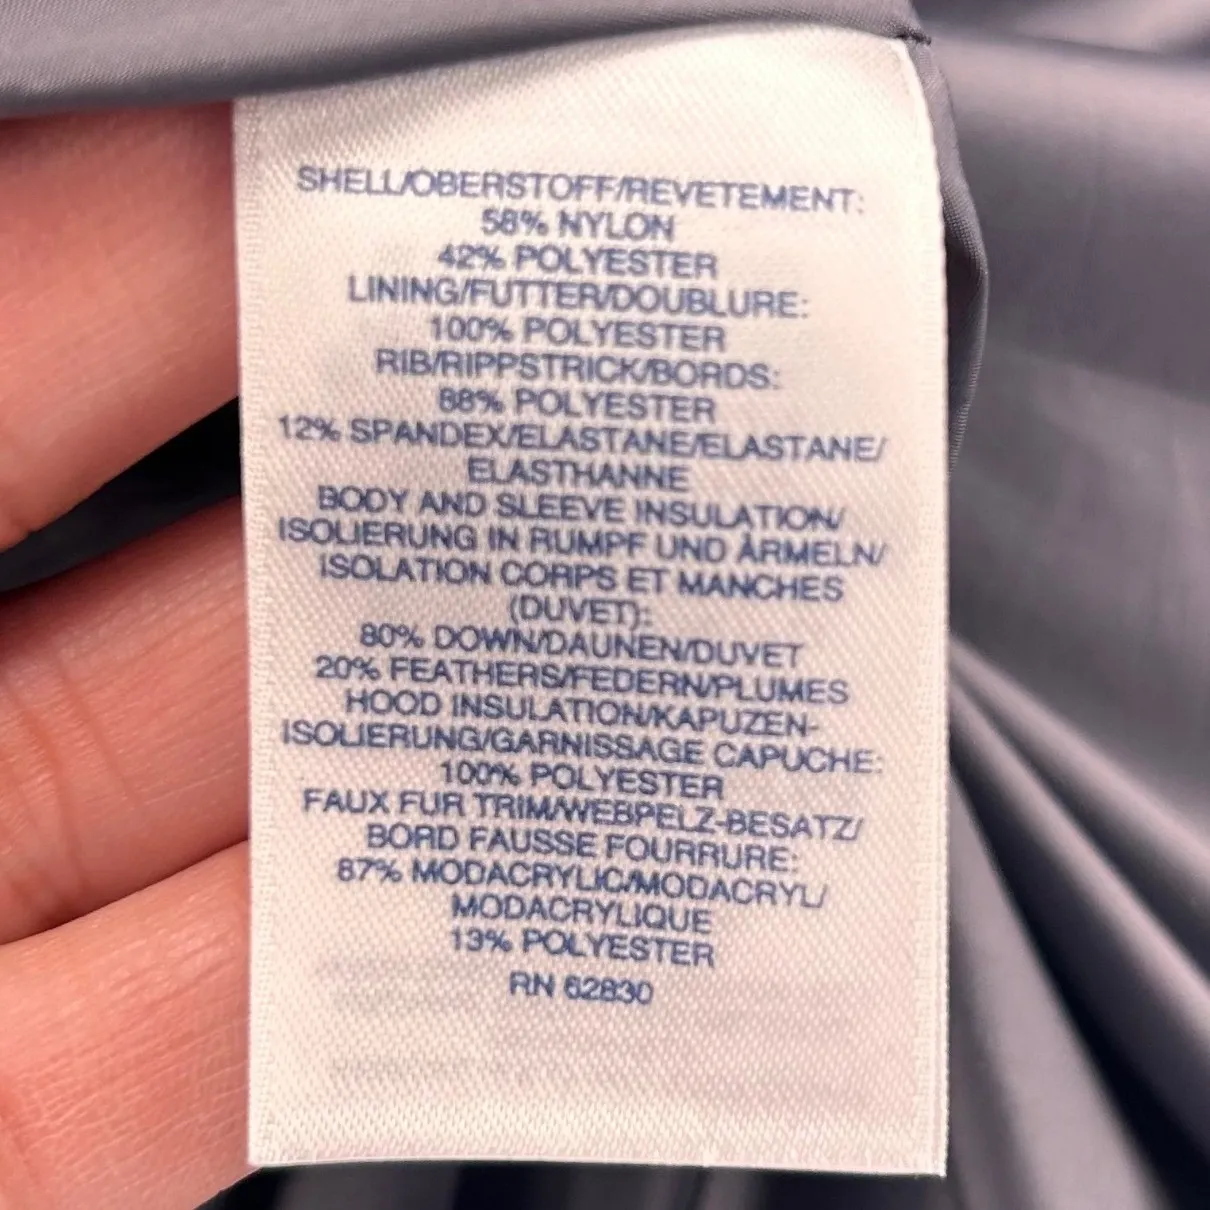 SHELL/OBERSTOFF/REVETEMENT:
58% NYLON
42% POLYESTER
LINING/FUTTER/DOUBLURE:
100% POLYESTER
RIB/RIPPSTRICK/BORDS:
88% POLYESTER
12% SPANDEX/ELASTANE/ELASTANE/
ELASTHANNE
BODY AND SLEEVE INSULATION/
ISOLIERUNG IN RUMPF UND ÄRMELN/
ISOLATION CORPS ET MANCHES
(DUVET):
80% DOWN/DAUNEN/DUVET
20% FEATHERS/FEDERN/PLUMES
HOOD INSULATION/KAPUZEN-
ISOLIERUNG/GARNISSAGE CAPUCHE:
100% POLYESTER
FAUX FUR TRIM/WEBPELZ-BESATZ/
BORD FAUSSE FOURRURE:
87% MODACRYLIC/MODACRYL/
MODACRYLIQUE
13% POLYESTER
RN 62830